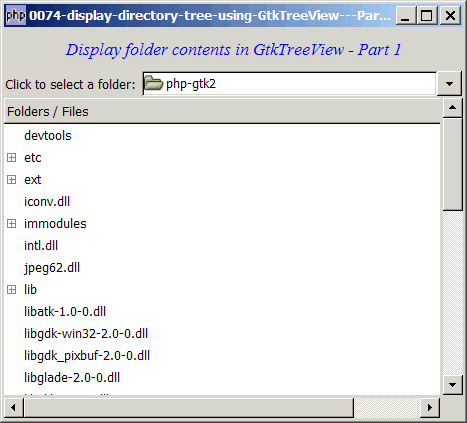 php 0074-display-directory-tree-using-GtkTreeView---Par...
Display folder contents in GtkTreeView - Part 1
Click to select a folder: php-gtk2
Folders / Files
devtools
etc
ext
iconv.dll
immodules
intl.dll
jpeg62.dll
lib
libatk-1.0-0.dll
libgdk-win32-2.0-0.dll
libgdk_pixbuf-2.0-0.dll
libglade-2.0-0.dll